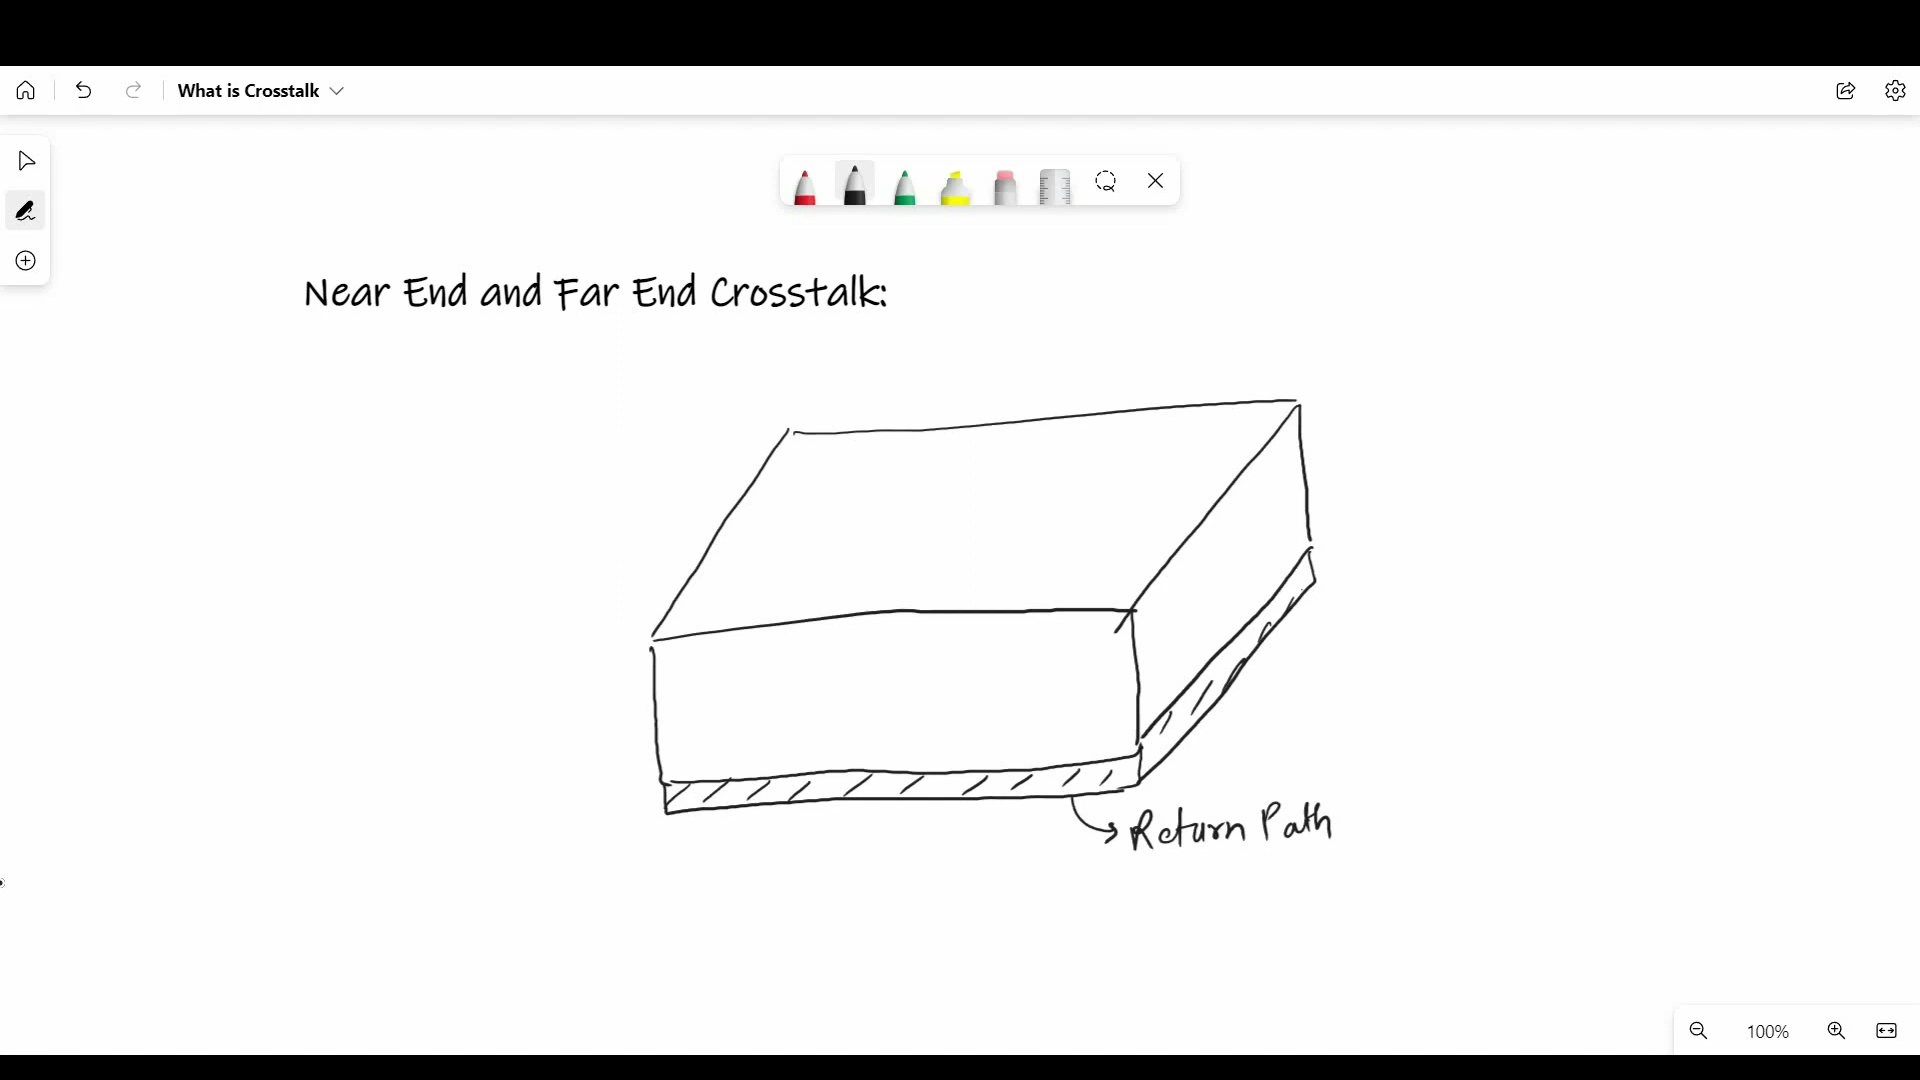 What is Crosstalk
Near End and Far End Crosstalk:
Return Path
100%